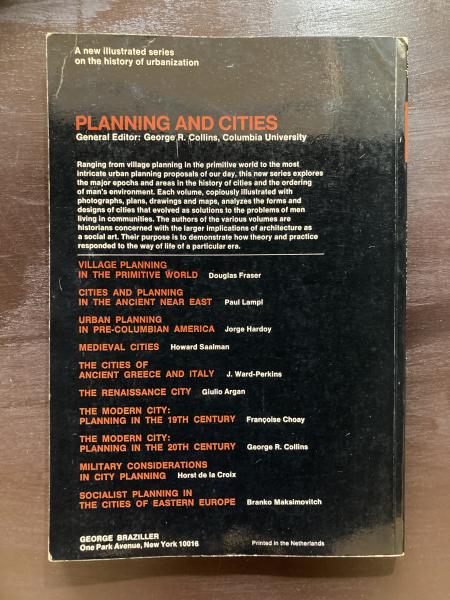 A new illustrated series
on the history of urbanization
PLANNING AND CITIES
General Editor: George R. Collins, Columbia University
Ranging from village planning in the primitive world to the most
intricate urban planning proposals of our day, this new series explores
the major epochs and areas in the history of cities and the ordering
of man's environment. Each volume, copiously illustrated with
photographs, plans, drawings and maps, analyzes the forms and
designs of cities that evolved as solutions to the problems of men
living in communities. The authors of the various volumes are
historians concerned with the larger implications of architecture as
a social art. Their purpose is to demonstrate how theory and practice
responded to the way of life of a particular era.
VILLAGE PLANNING
IN THE PRIMITIVE WORLD Douglas Fraser
CITIES AND PLANNING
IN THE ANCIENT NEAR EAST Paul Lampl
URBAN PLANNING
IN PRE-COLUMBIAN AMERICA Jorge Hardoy
MEDIEVAL CITIES Howard Saalman
THE CITIES OF
ANCIENT GREECE AND ITALY J. Ward-Perkins
THE RENAISSANCE CITY Giulio Argan
THE MODERN CITY:
PLANNING IN THE 19TH CENTURY Françoise Choay
THE MODERN CITY:
PLANNING IN THE 20TH CENTURY George R. Collins
MILITARY CONSIDERATIONS
IN CITY PLANNING Horst de la Croix
SOCIALIST PLANNING IN
THE CITIES OF EASTERN EUROPE Branko Maksimovitch
GEORGE BRAZILLER
One Park Avenue, New York 10016 Printed in the Netherlands